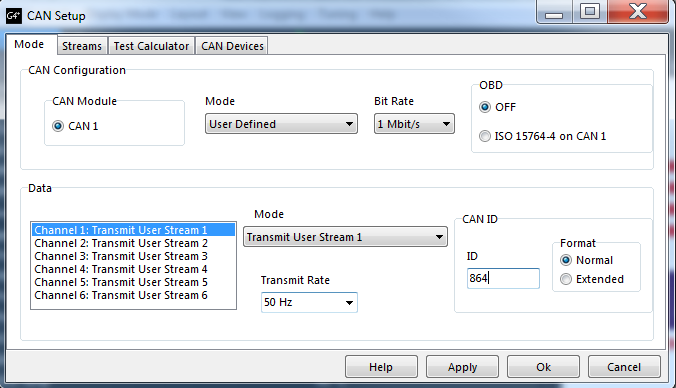 G4+ CAN Setup
Mode Streams Test Calculator CAN Devices
CAN Configuration
CAN Module
CAN 1
Mode
User Defined
Bit Rate
1 Mbit/s
OBD
OFF
ISO 15764-4 on CAN 1
Data
Channel 1: Transmit User Stream 1
Channel 2: Transmit User Stream 2
Channel 3: Transmit User Stream 3
Channel 4: Transmit User Stream 4
Channel 5: Transmit User Stream 5
Channel 6: Transmit User Stream 6
Mode
Transmit User Stream 1
Transmit Rate
50 Hz
CAN ID
ID
864
Format
Normal
Extended
Help Apply Ok Cancel